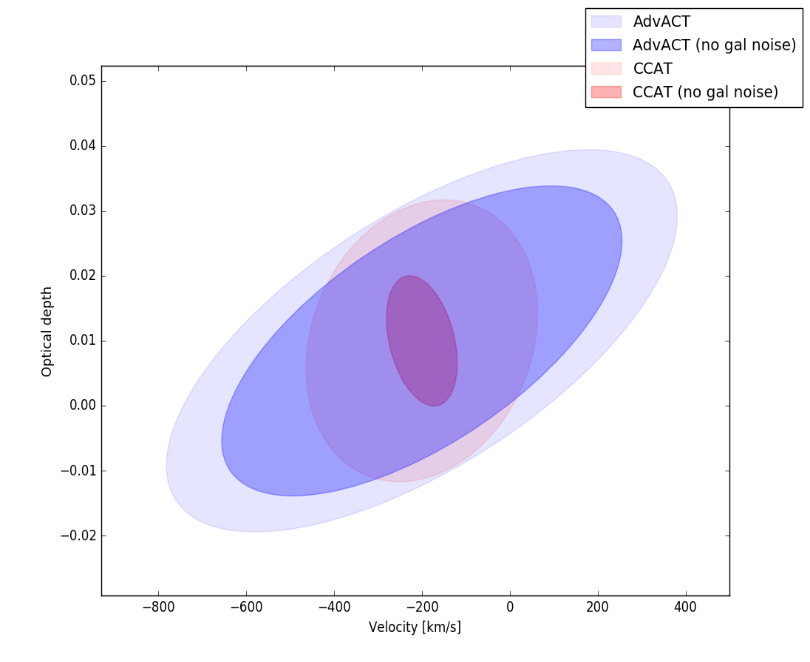 AdvACT
AdvACT (no gal noise)
CCAT
CCAT (no gal noise)
0.05
0.04
0.03
0.02
0.01
0.00
−0.01
−0.02
Optical depth
−800 −600 −400 −200 0 200 400
Velocity [km/s]